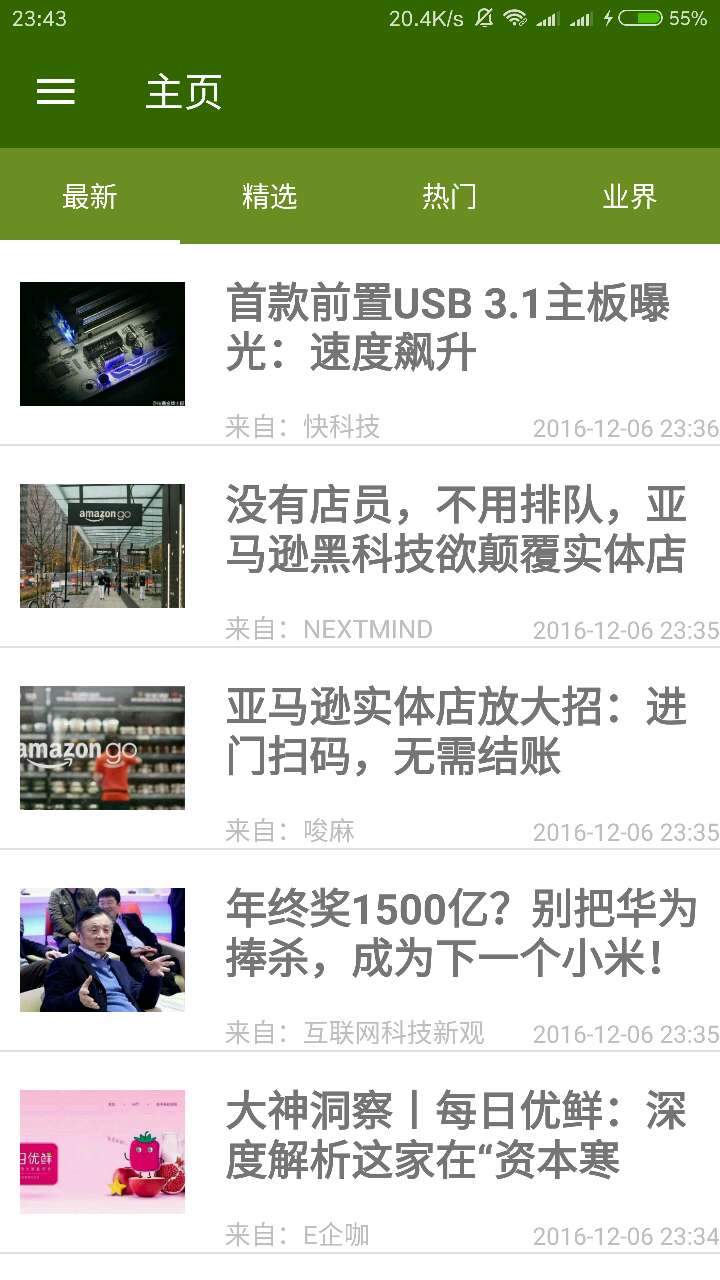 23:43 20.4K/s 55%
主页
最新 精选 热门 业界
首款前置USB 3.1主板曝
光：速度飙升
来自：快科技 2016-12-06 23:36
amazongo
没有店员，不用排队，亚
马逊黑科技欲颠覆实体店
来自：NEXTMIND 2016-12-06 23:35
amazongo
亚马逊实体店放大招：进
门扫码，无需结账
来自：唆麻 2016-12-06 23:35
年终奖1500亿？别把华为
捧杀，成为下一个小米！
来自：互联网科技新观 2016-12-06 23:35
日优鲜
大神洞察丨每日优鲜：深
度解析这家在“资本寒
来自：E企咖 2016-12-06 23:34